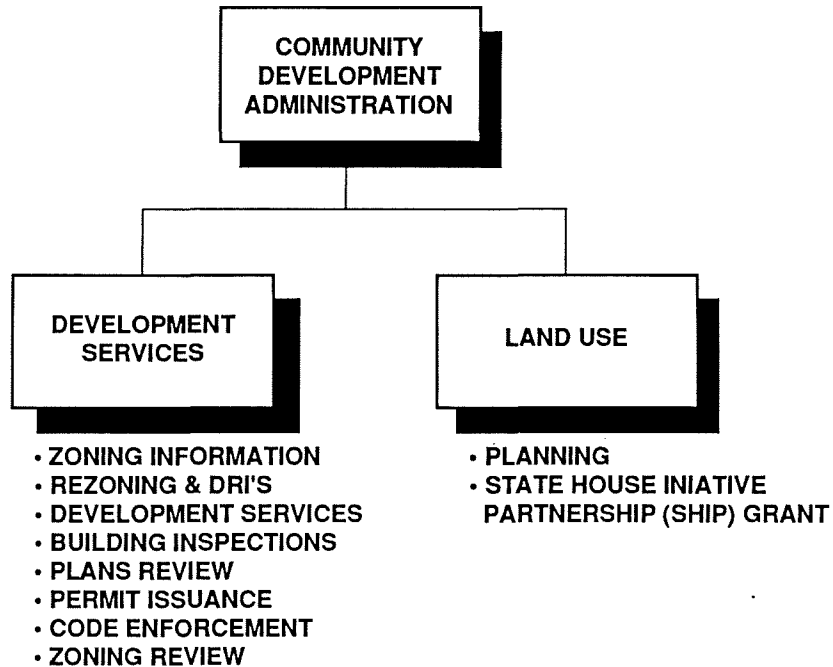 COMMUNITY
DEVELOPMENT
ADMINISTRATION
DEVELOPMENT
SERVICES
• ZONING INFORMATION
• REZONING & DRI'S
• DEVELOPMENT SERVICES
• BUILDING INSPECTIONS
• PLANS REVIEW
• PERMIT ISSUANCE
• CODE ENFORCEMENT
• ZONING REVIEW
LAND USE
• PLANNING
• STATE HOUSE INIATIVE
PARTNERSHIP (SHIP) GRANT